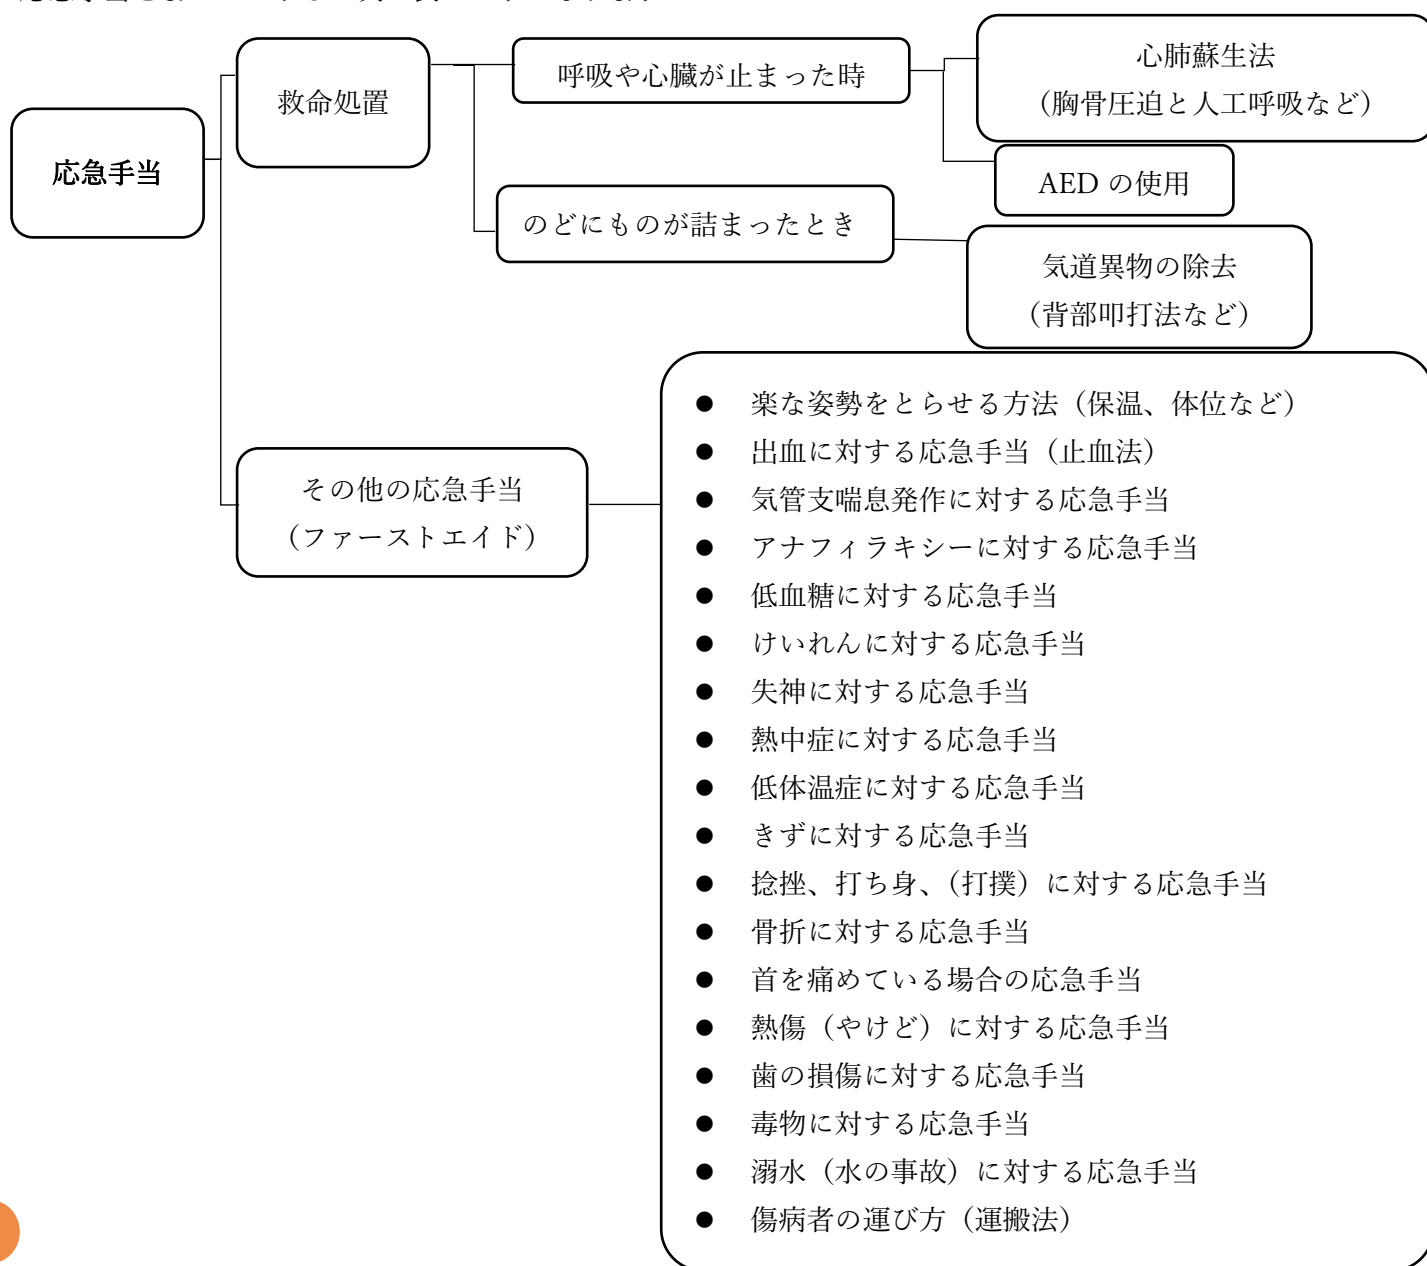 応急手当
救命処置
呼吸や心臓が止まった時
心肺蘇生法
（胸骨圧迫と人工呼吸など）
AED の使用
のどにものが詰まったとき
気道異物の除去
（背部叩打法など）
その他の応急手当
（ファーストエイド）
● 楽な姿勢をとらせる方法（保温、体位など）
● 出血に対する応急手当（止血法）
● 気管支喘息発作に対する応急手当
● アナフィラキシーに対する応急手当
● 低血糖に対する応急手当
● けいれんに対する応急手当
● 失神に対する応急手当
● 熱中症に対する応急手当
● 低体温症に対する応急手当
● きずに対する応急手当
● 捻挫、打ち身、（打撲）に対する応急手当
● 骨折に対する応急手当
● 首を痛めている場合の応急手当
● 熱傷（やけど）に対する応急手当
● 歯の損傷に対する応急手当
● 毒物に対する応急手当
● 溺水（水の事故）に対する応急手当
● 傷病者の運び方（運搬法）